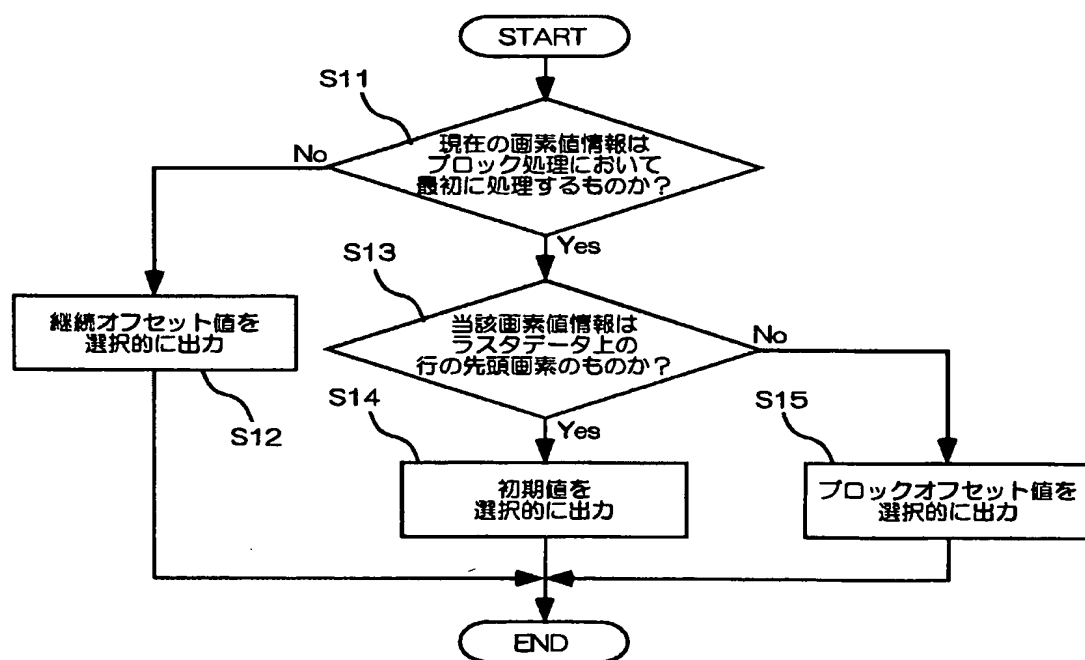 START
S11
現在の画素値情報は
ブロック処理において
最初に処理するものか？
No
Yes
S13
継続オフセット値を
選択的に出力
S12
当該画素値情報は
ラスタデータ上の
行の先頭画素のものか？
No
Yes
S14
S15
初期値を
選択的に出力
ブロックオフセット値を
選択的に出力
END